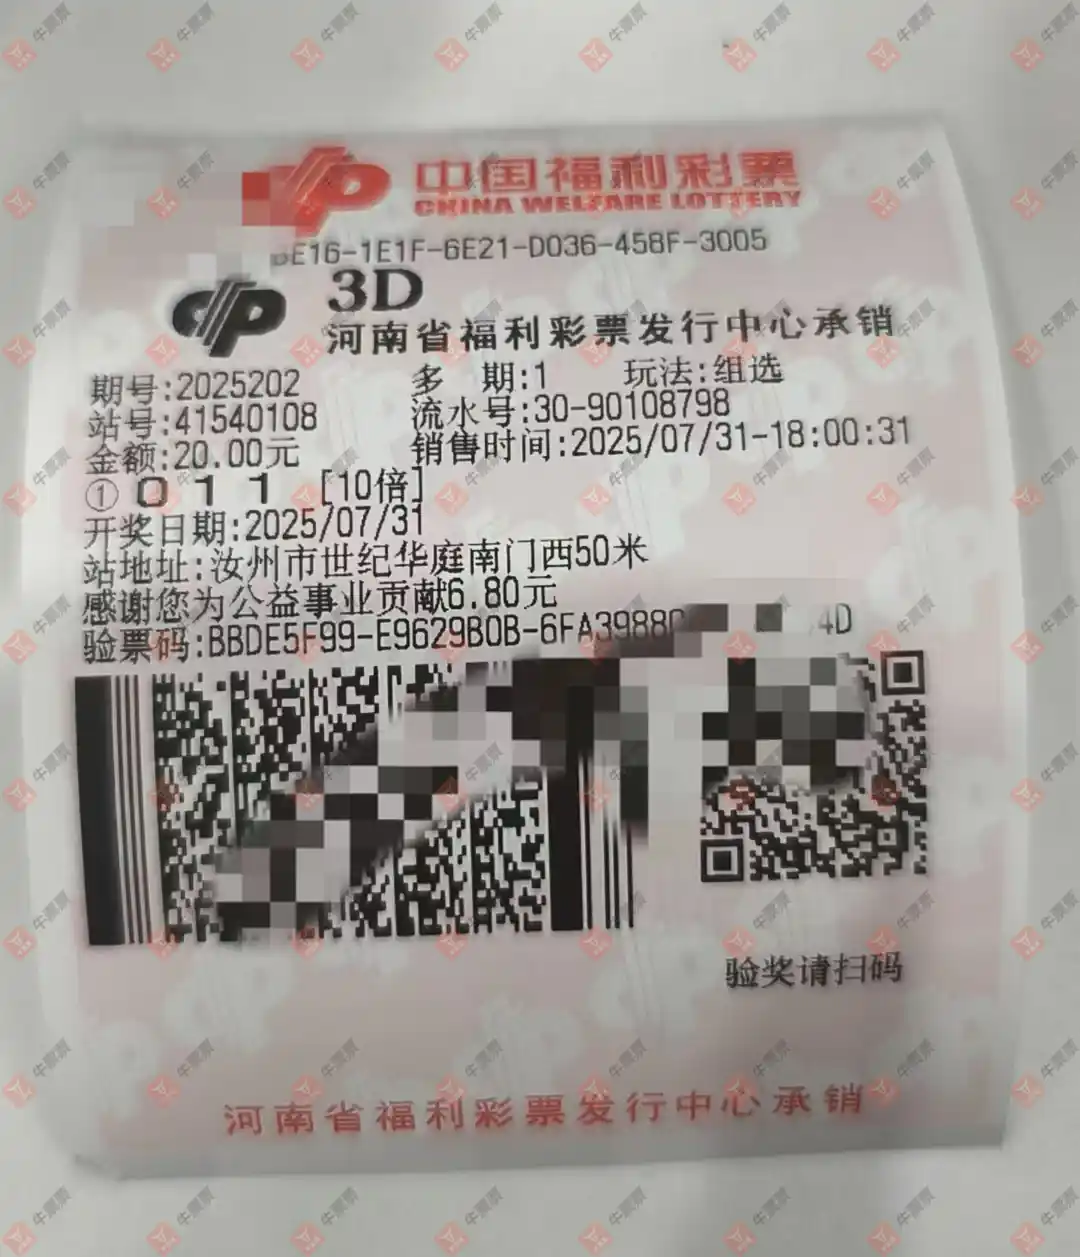 中国福利彩票
CHINA WELFARE LOTTERY
E16-1E1F-6E21-D036-458F-3005
3D
河南省福利彩票发行中心承销
期号:2025202 多 期:1 玩法:组选
站号:41540108 流水号:30-90108798
金额:20.00元 销售时间:2025/07/31-18:00:31
① 0 1 1 [10倍]
开奖日期:2025/07/31
站地址:汝州市世纪华庭南门西50米
感谢您为公益事业贡献6.80元
验票码:BBDE5F99-E9629B0B-6FA3988 4D
验奖请扫码
河南省福利彩票发行中心承销
牛票票